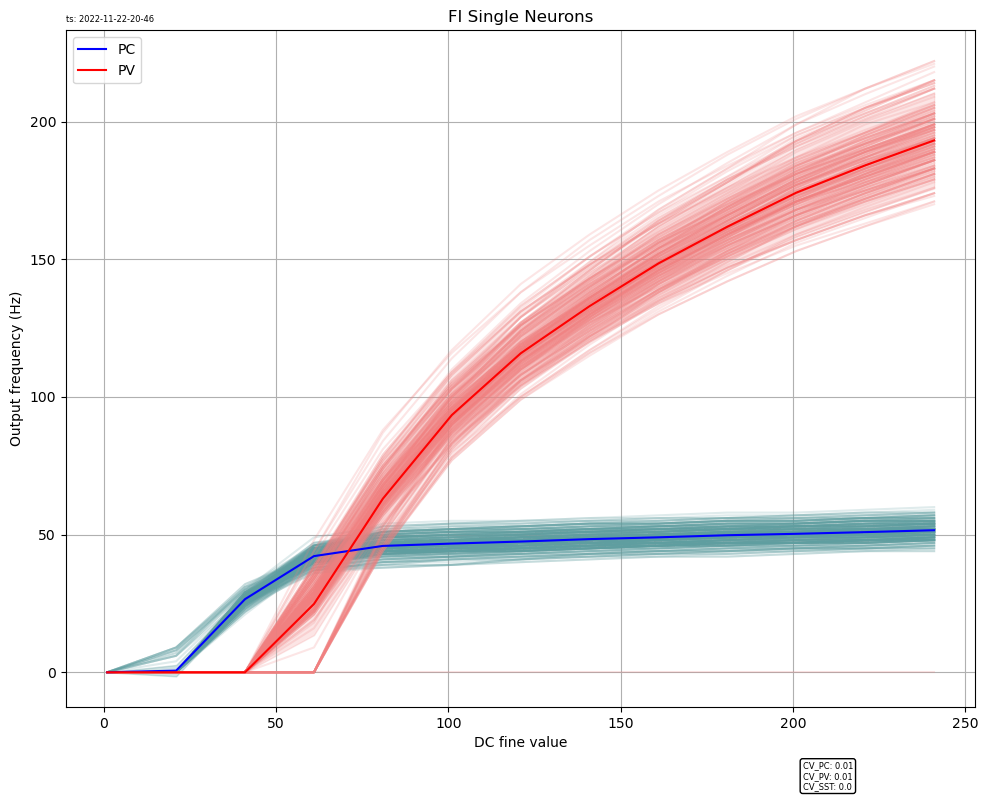 ts: 2022-11-22-20-46
FI Single Neurons
PC
PV
Output frequency (Hz)
200
150
100
50
0
0 50 100 150 200 250
DC fine value
CV_PC: 0.01
CV_PV: 0.01
CV_SST: 0.0